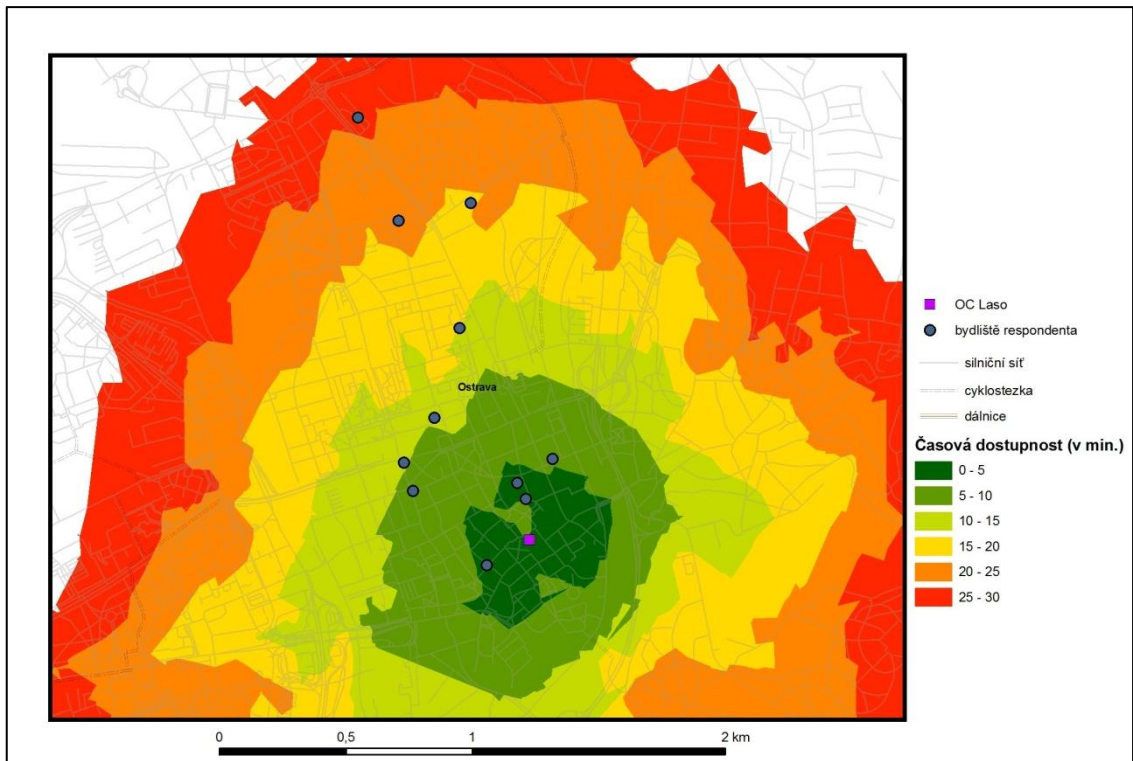 Ostrava
OC Laso
bydliště respondenta
silniční síť
cyklostezka
dálnice
Časová dostupnost (v min.)
0 - 5
5 - 10
10 - 15
15 - 20
20 - 25
25 - 30
0 0,5 1 2 km